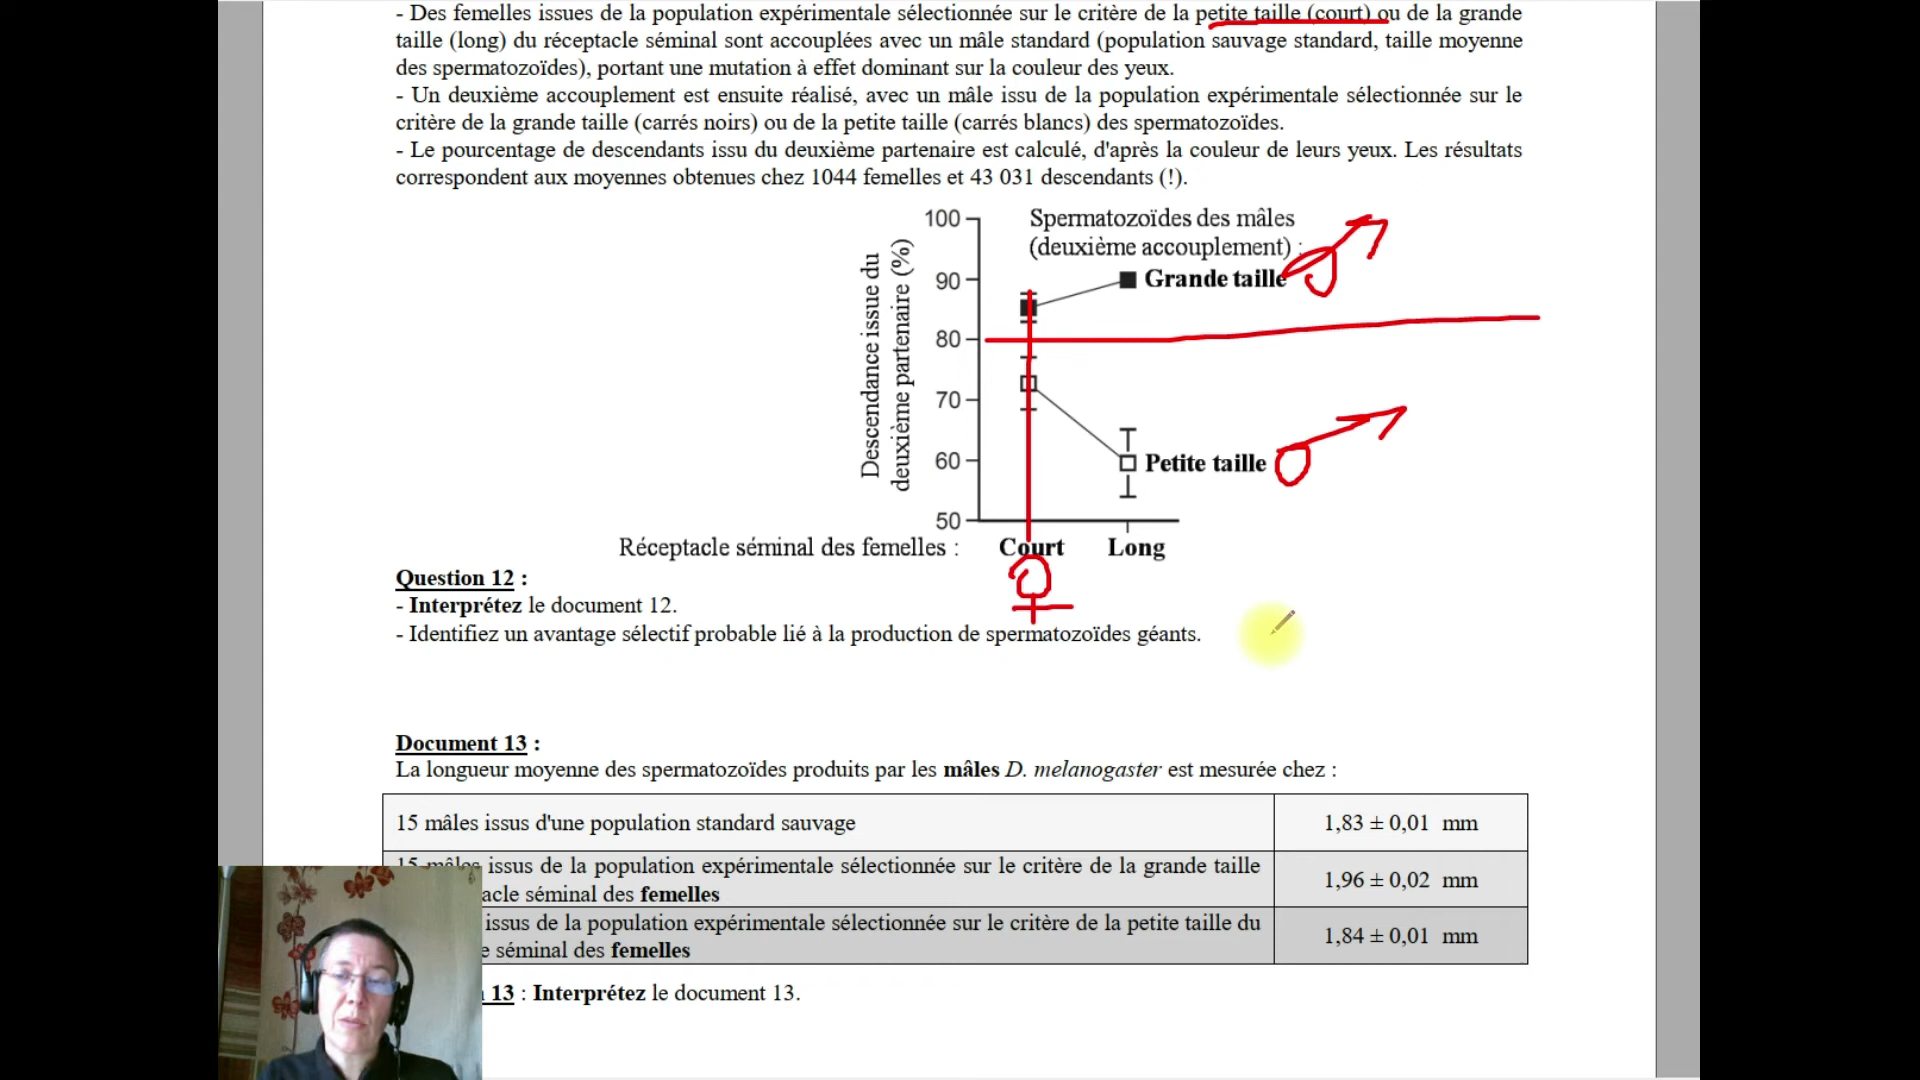 - Des femelles issues de la population expérimentale sélectionnée sur le critère de la petite taille (court) ou de la grande
taille (long) du réceptacle séminal sont accouplées avec un mâle standard (population sauvage standard, taille moyenne
des spermatozoïdes), portant une mutation à effet dominant sur la couleur des yeux.
- Un deuxième accouplement est ensuite réalisé, avec un mâle issu de la population expérimentale sélectionnée sur le
critère de la grande taille (carrés noirs) ou de la petite taille (carrés blancs) des spermatozoïdes.
- Le pourcentage de descendants issu du deuxième partenaire est calculé, d'après la couleur de leurs yeux. Les résultats
correspondent aux moyennes obtenues chez 1044 femelles et 43 031 descendants (!).
Descendance issue du
deuxième partenaire (%)
100
90
80
70
60
50
Spermatozoïdes des mâles
(deuxième accouplement) :
Grande taille
Petite taille
Réceptacle séminal des femelles : Court Long
Question 12 :
- Interprétez le document 12.
- Identifiez un avantage sélectif probable lié à la production de spermatozoïdes géants.
Document 13 :
La longueur moyenne des spermatozoïdes produits par les mâles D. melanogaster est mesurée chez :
15 mâles issus d'une population standard sauvage 1,83 ± 0,01 mm
15 mâles issus de la population expérimentale sélectionnée sur le critère de la grande taille
acle séminal des femelles 1,96 ± 0,02 mm
issus de la population expérimentale sélectionnée sur le critère de la petite taille du
e séminal des femelles 1,84 ± 0,01 mm
13 : Interprétez le document 13.